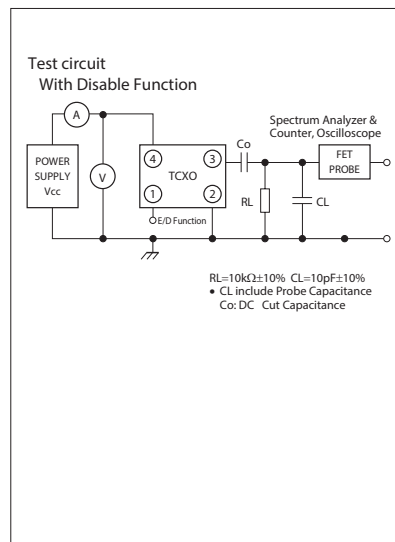 Test circuit
With Disable Function
A
Co
Spectrum Analyzer &
Counter, Oscilloscope
POWER
SUPPLY
Vcc
V
4
3
TCXO
1
2
E/D Function
RL
CL
FET
PROBE
RL=10kΩ±10% CL=10pF±10%
• CL include Probe Capacitance
Co: DC Cut Capacitance